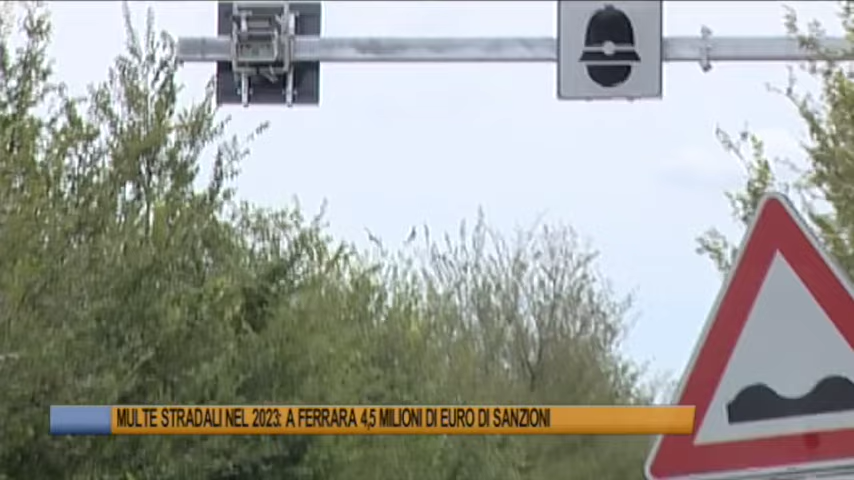 MULTE STRADALI NEL 2023: A FERRARA 4,5 MILIONI DI EURO DI SANZIONI